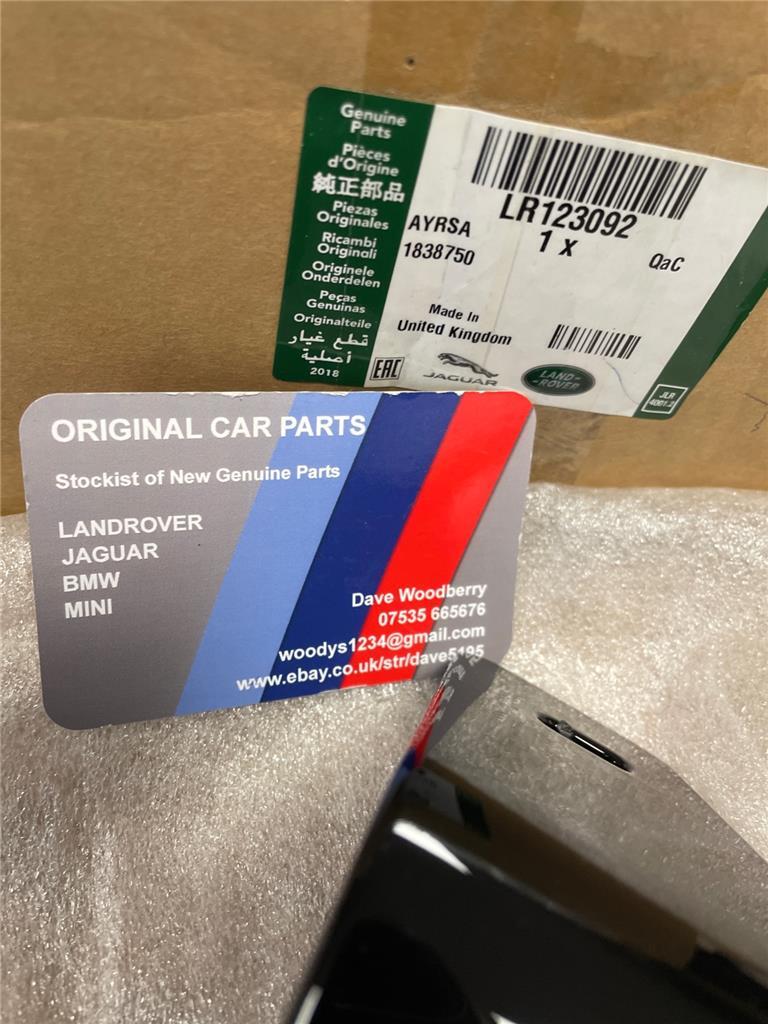 Genuine
Parts
Pièces
d'Origine
純正部品
Piezas
Originales
Ricambi
Originali
Originele
Onderdelen
Peças
Genuínas
Originalteile
قطع غيار
أصلية
2018
LR123092
AYRSA
1 x
1838750
QaC
Made In
United Kingdom
EAC
JAGUAR
LAND-
-ROVER
JLR
4001.2
ORIGINAL CAR PARTS
Stockist of New Genuine Parts
LANDROVER
JAGUAR
BMW
MINI
Dave Woodberry
07535 665676
woodys1234@gmail.com
www.ebay.co.uk/str/dave5195